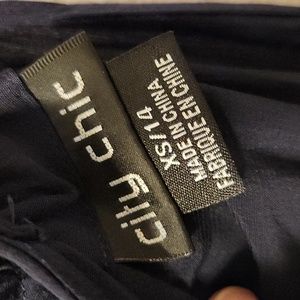 city chic
XS/14
MADE IN CHINA
FABRIQUE EN CHINE